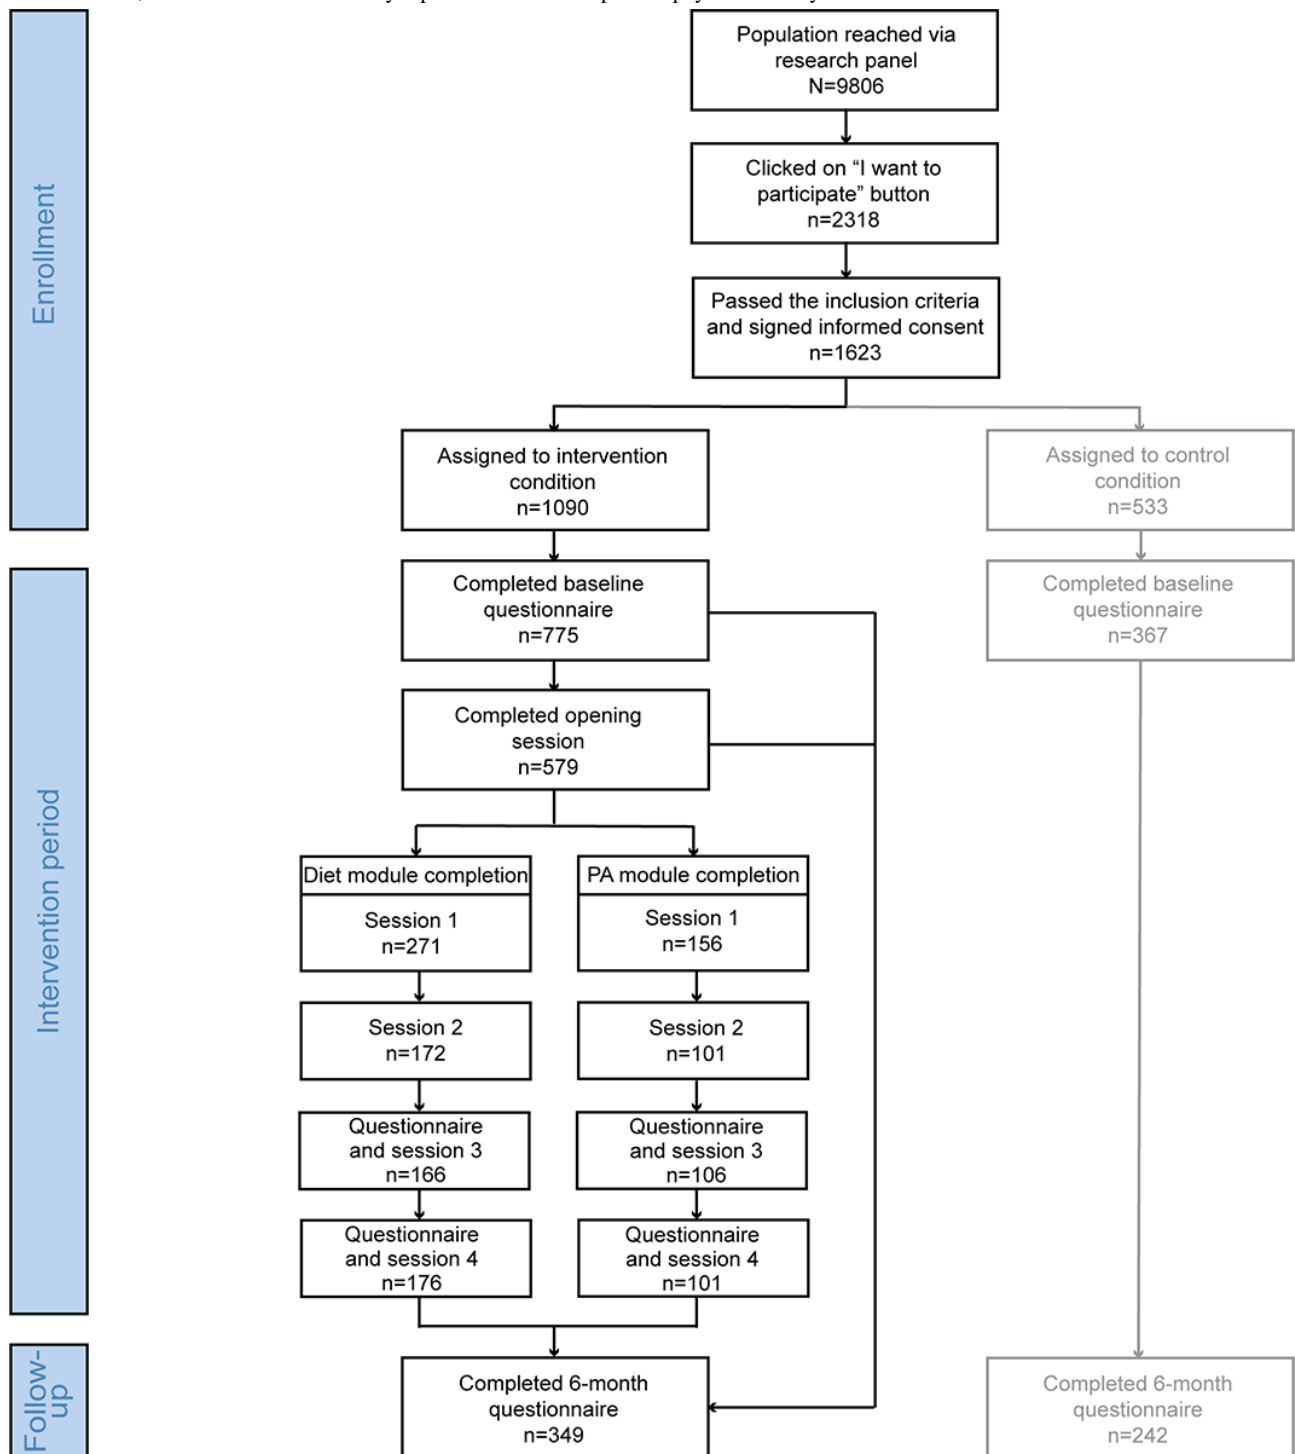 Population reached via
research panel
N=9806
Clicked on “I want to
participate” button
n=2318
Passed the inclusion criteria
and signed informed consent
n=1623
Enrollment
Assigned to intervention
condition
n=1090
Assigned to control
condition
n=533
Completed baseline
questionnaire
n=775
Completed baseline
questionnaire
n=367
Completed opening
session
n=579
Intervention period
Diet module completion
Session 1
n=271
PA module completion
Session 1
n=156
Session 2
n=172
Session 2
n=101
Questionnaire
and session 3
n=166
Questionnaire
and session 3
n=106
Questionnaire
and session 4
n=176
Questionnaire
and session 4
n=101
Follow-
up
Completed 6-month
questionnaire
n=349
Completed 6-month
questionnaire
n=242